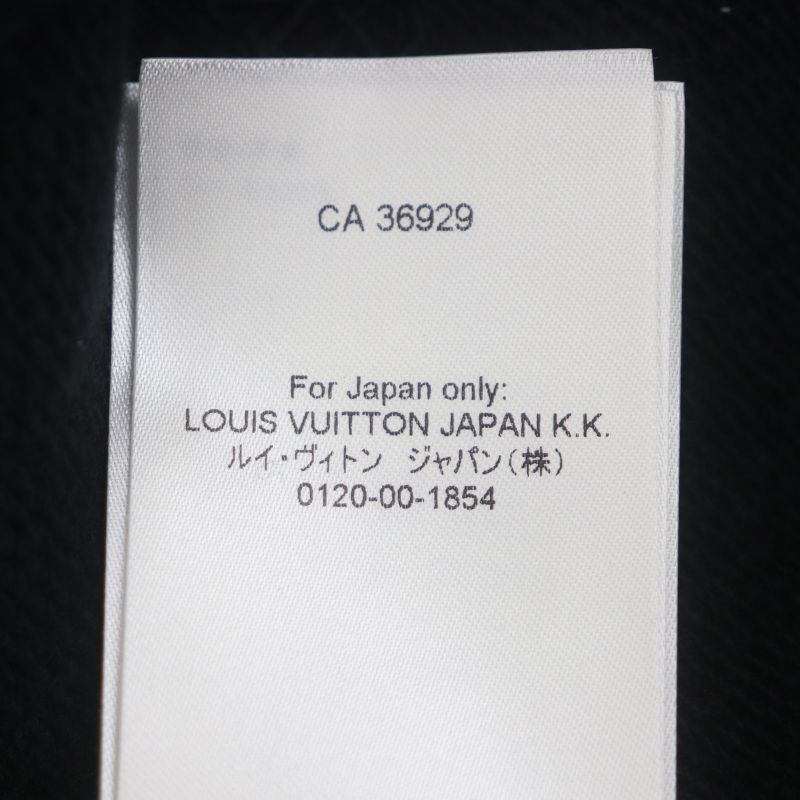 CA 36929
For Japan only:
LOUIS VUITTON JAPAN K.K.
ルイ・ヴィトン　ジャパン(株)
0120-00-1854